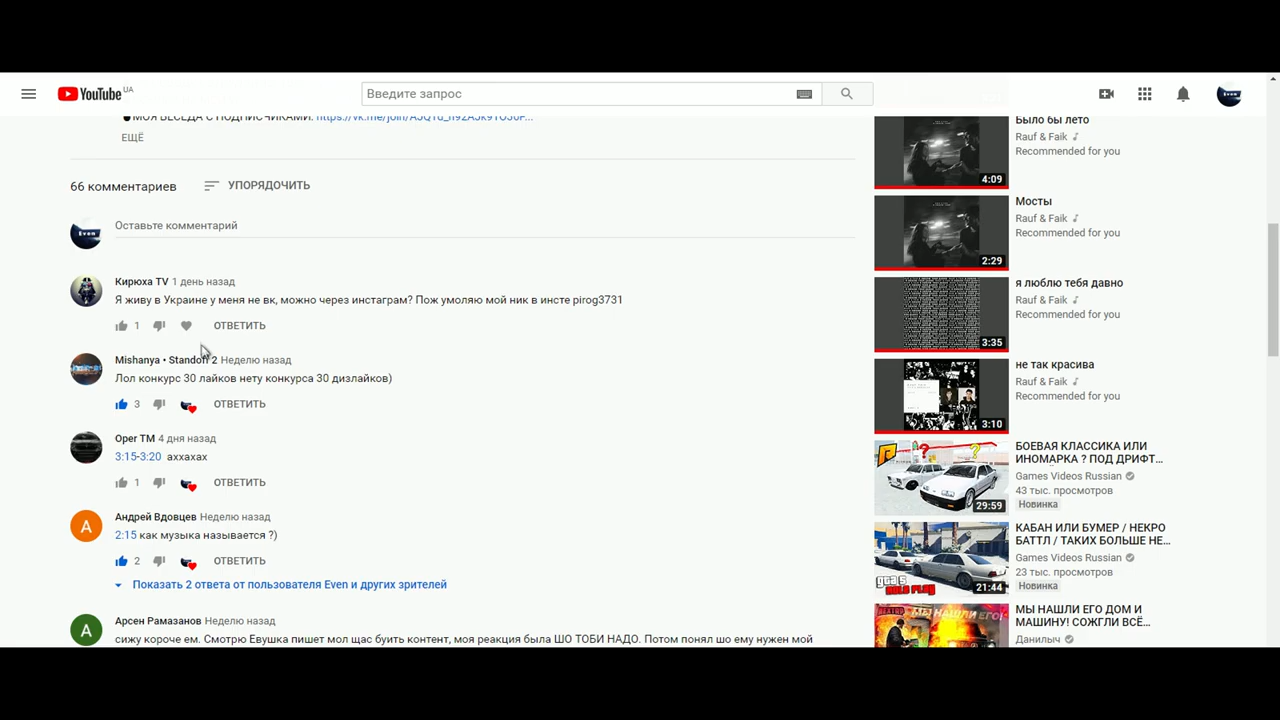 YouTube UA
Введите запрос
МОЯ БЕСЕДА С ПОДПИСЧИКАМИ:
ЕЩЁ
66 комментариев
УПОРЯДОЧИТЬ
Even
Оставьте комментарий
Кирюха TV 1 день назад
Я живу в Украине у меня не вк, можно через инстаграм? Пож умоляю мой ник в инсте pirog3731
1 ОТВЕТИТЬ
Mishanya • Standoff 2 Неделю назад
Лол конкурс 30 лайков нету конкурса 30 дизлайков)
3 ОТВЕТИТЬ
Oper TM 4 дня назад
3:15-3:20 аххахах
1 ОТВЕТИТЬ
А
Андрей Вдовцев Неделю назад
2:15 как музыка называется ?)
2 ОТВЕТИТЬ
Показать 2 ответа от пользователя Even и других зрителей
А
Арсен Рамазанов Неделю назад
сижу короче ем. Смотрю Евушка пишет мол щас буить контент, моя реакция была ШО ТОБИ НАДО. Потом понял шо ему нужен мой
Было бы лето
Rauf & Faik
Recommended for you
4:09
Мосты
Rauf & Faik
Recommended for you
2:29
я люблю тебя давно
Rauf & Faik
Recommended for you
3:35
не так красива
Rauf & Faik
Recommended for you
3:10
БОЕВАЯ КЛАССИКА ИЛИ
ИНОМАРКА ? ПОД ДРИФТ...
Games Videos Russian
43 тыс. просмотров
Новинка
29:59
КАБАН ИЛИ БУМЕР / НЕКРО
БАТТЛ / ТАКИХ БОЛЬШЕ НЕ...
Games Videos Russian
23 тыс. просмотров
Новинка
21:44
МЫ НАШЛИ ЕГО ДОМ И
МАШИНУ! СОЖГЛИ ВСЁ...
Данилыч